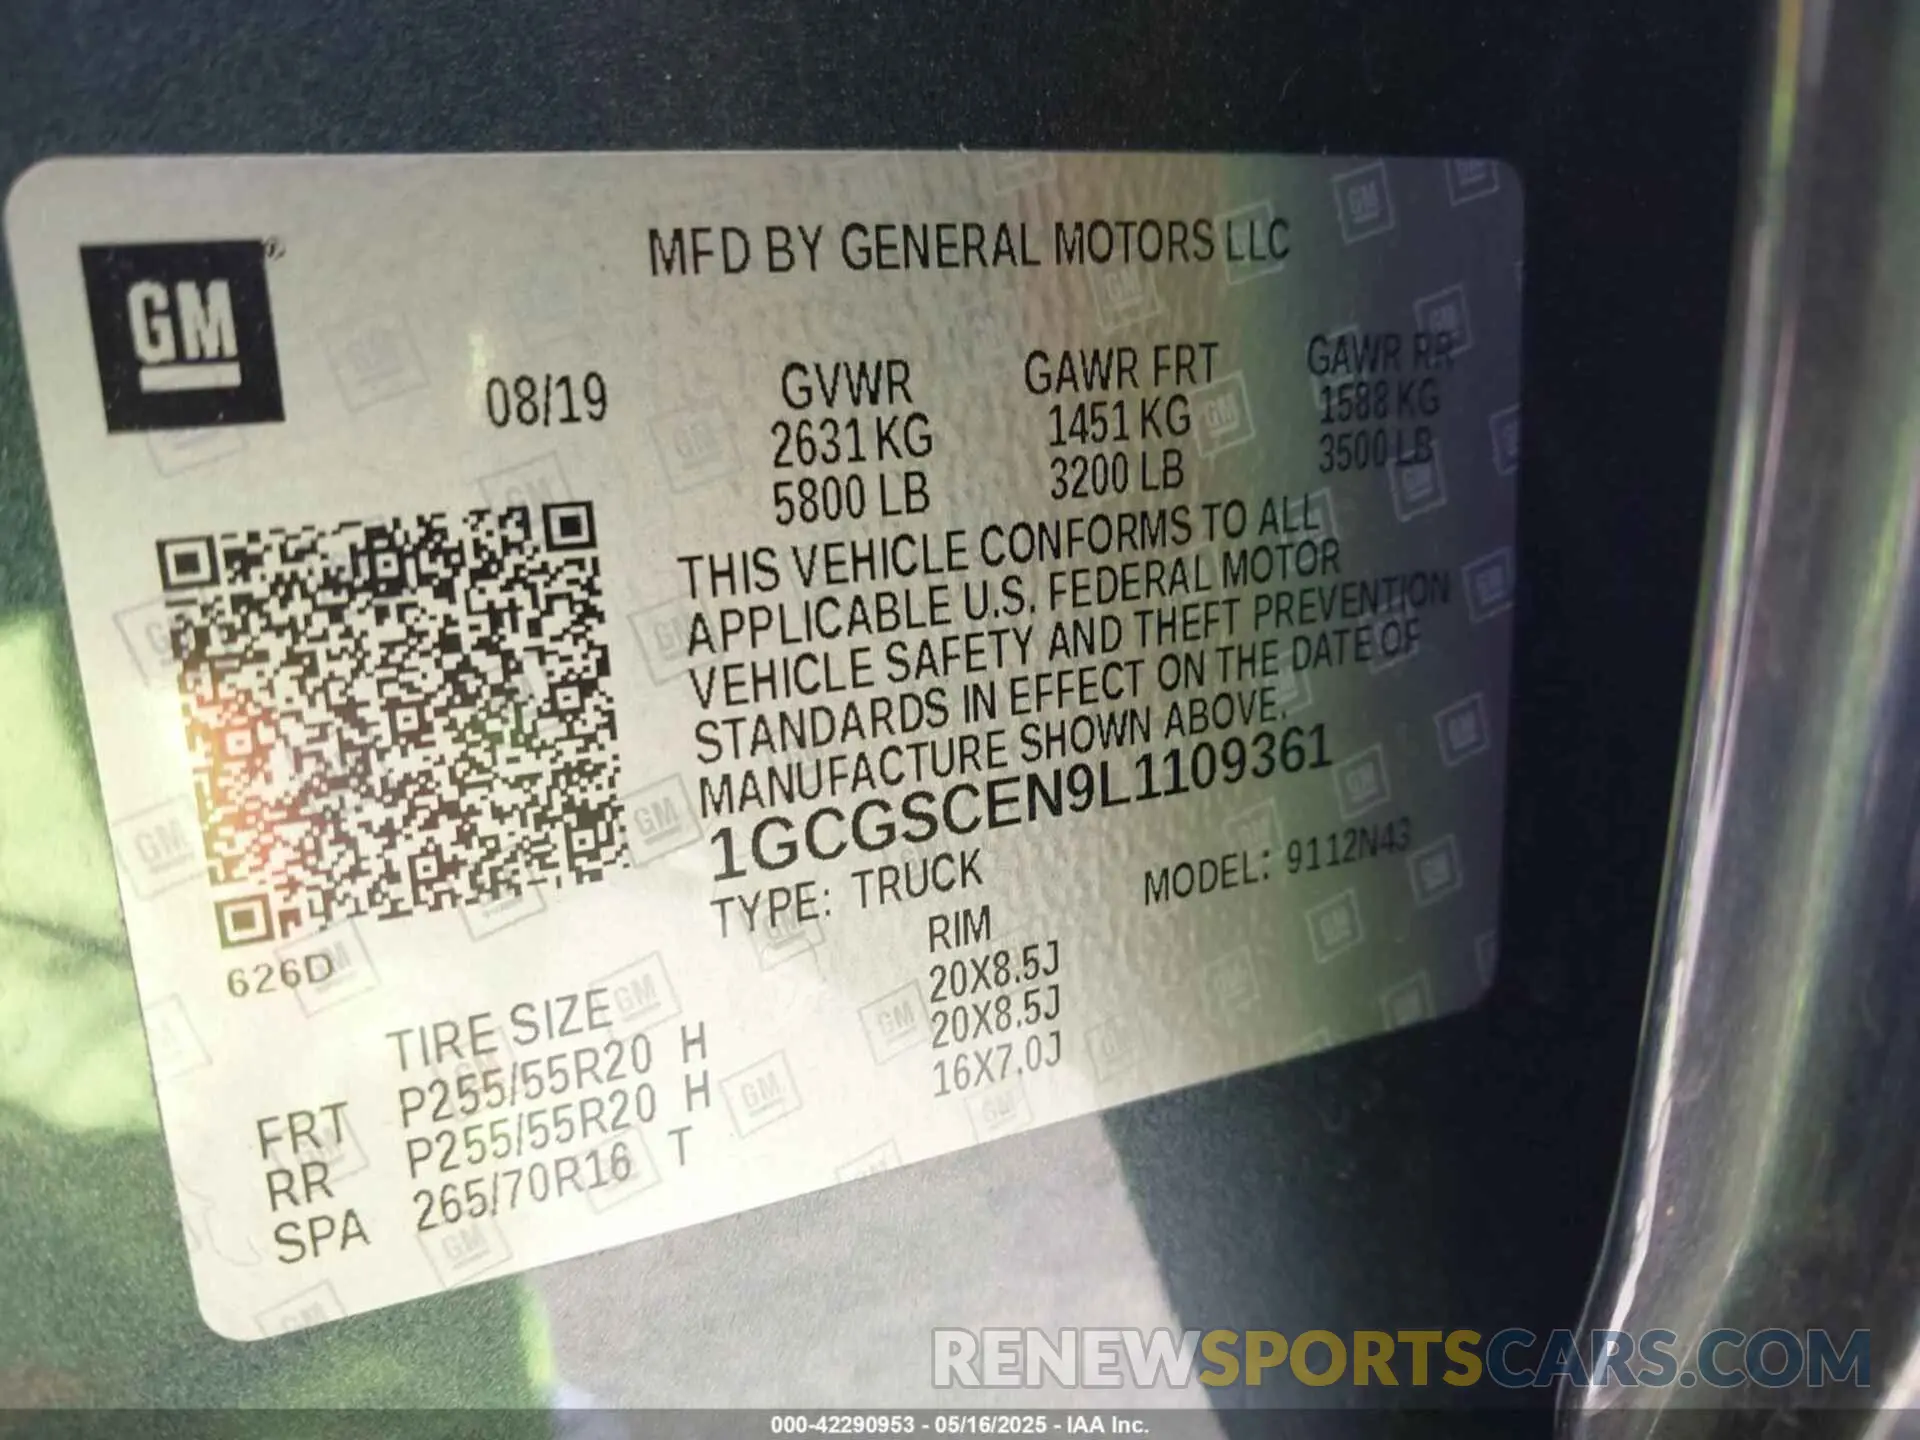 GM
MFD BY GENERAL MOTORS LLC
08/19
GVWR
2631 KG
5800 LB
GAWR FRT
1451 KG
3200 LB
GAWR RR
1588 KG
3500 LB
THIS VEHICLE CONFORMS TO ALL
APPLICABLE U.S. FEDERAL MOTOR
VEHICLE SAFETY AND THEFT PREVENTION
STANDARDS IN EFFECT ON THE DATE OF
MANUFACTURE SHOWN ABOVE.
1GCGSCEN9L1109361
TYPE: TRUCK MODEL: 9112N43
626D
TIRE SIZE RIM
FRT P255/55R20 H 20X8.5J
RR P255/55R20 H 20X8.5J
SPA 265/70R16 T 16X7.0J
RENEWSPORTSCARS.COM
000-42290953 - 05/16/2025 - IAA Inc.